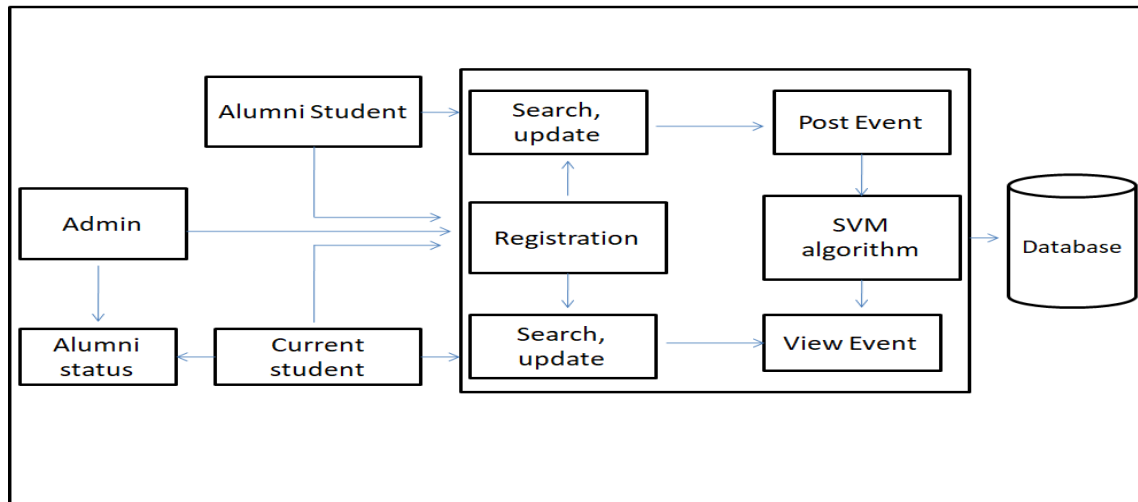 Alumni Student
Search,
update
Post Event
Admin
Registration
SVM
algorithm
Database
Alumni
status
Current
student
Search,
update
View Event